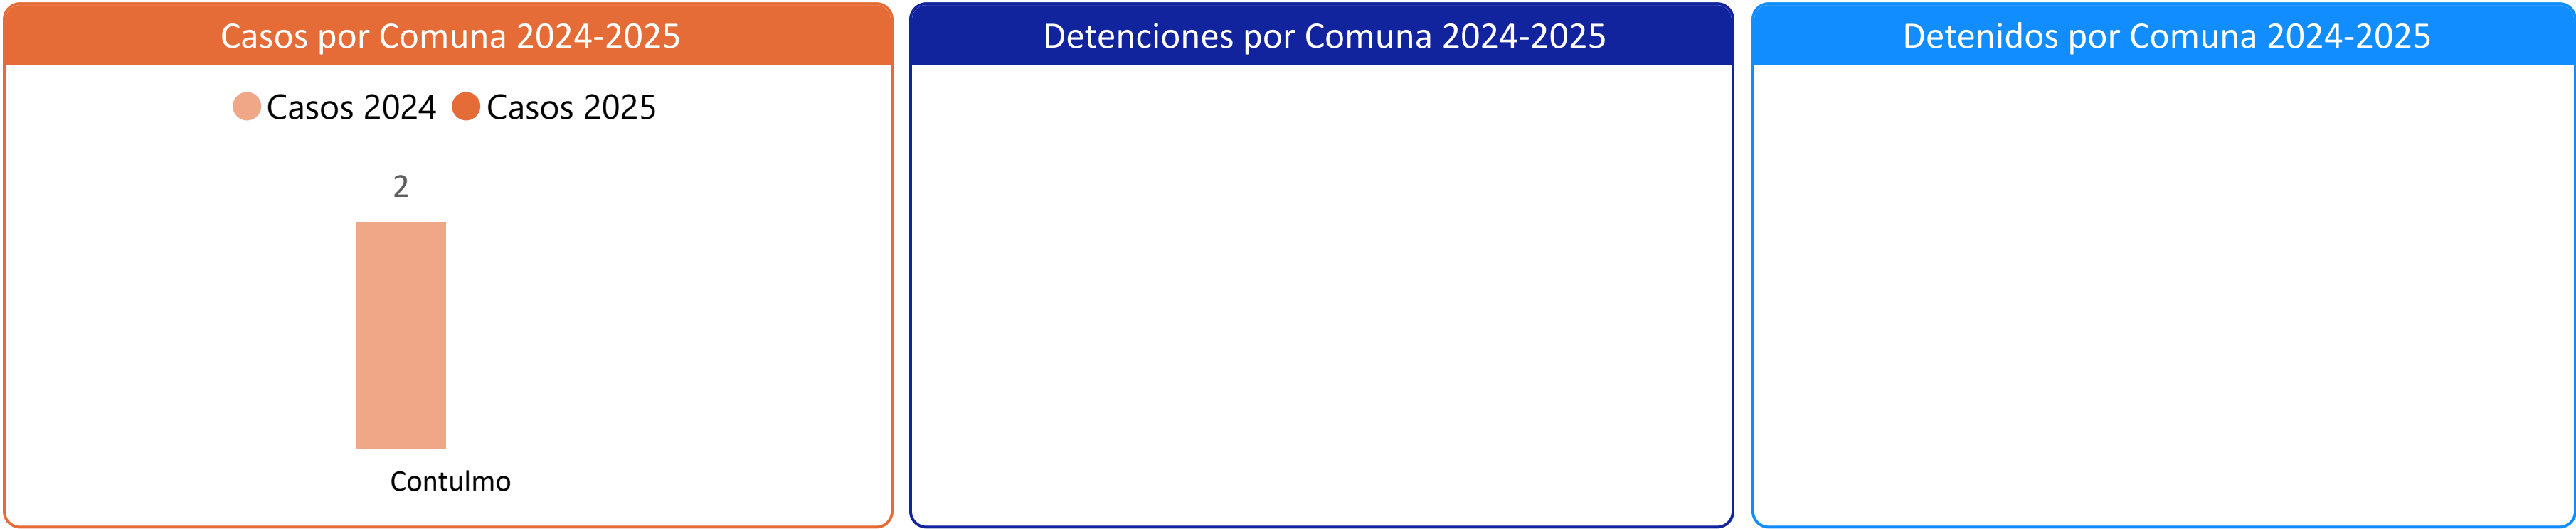 Casos por Comuna 2024-2025
Casos 2024 Casos 2025
2
Contulmo
Detenciones por Comuna 2024-2025
Detenidos por Comuna 2024-2025